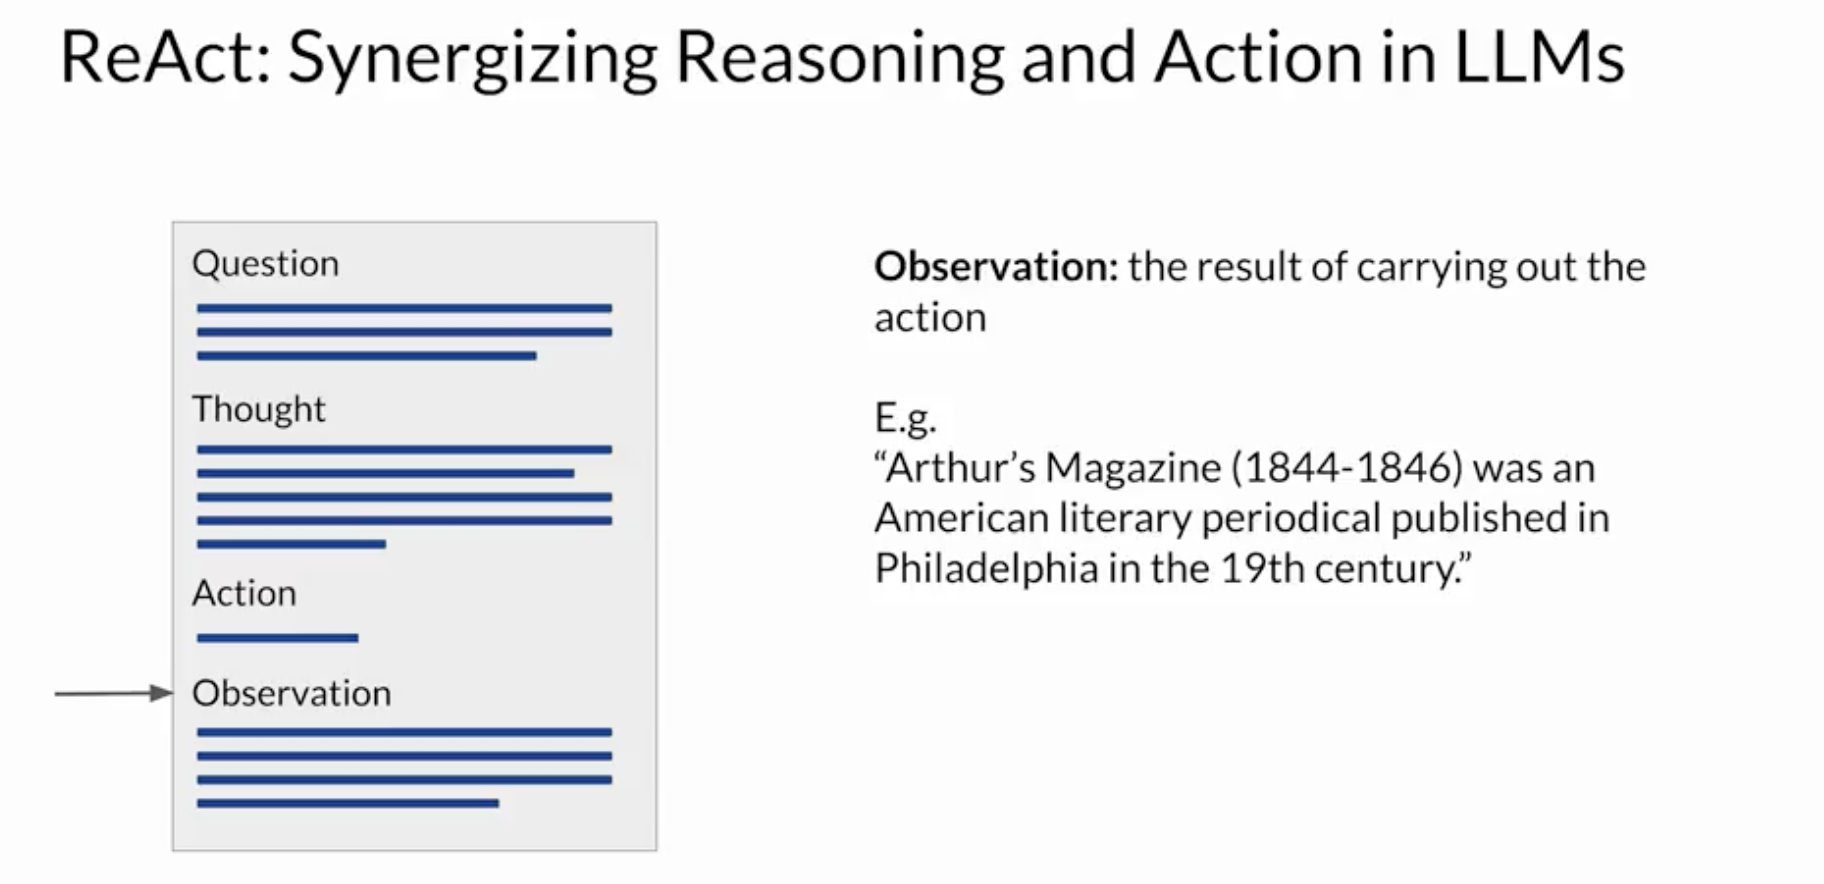 ReAct: Synergizing Reasoning and Action in LLMs
Question
Thought
Action
Observation
Observation: the result of carrying out the
action
E.g.
“Arthur’s Magazine (1844-1846) was an
American literary periodical published in
Philadelphia in the 19th century.”